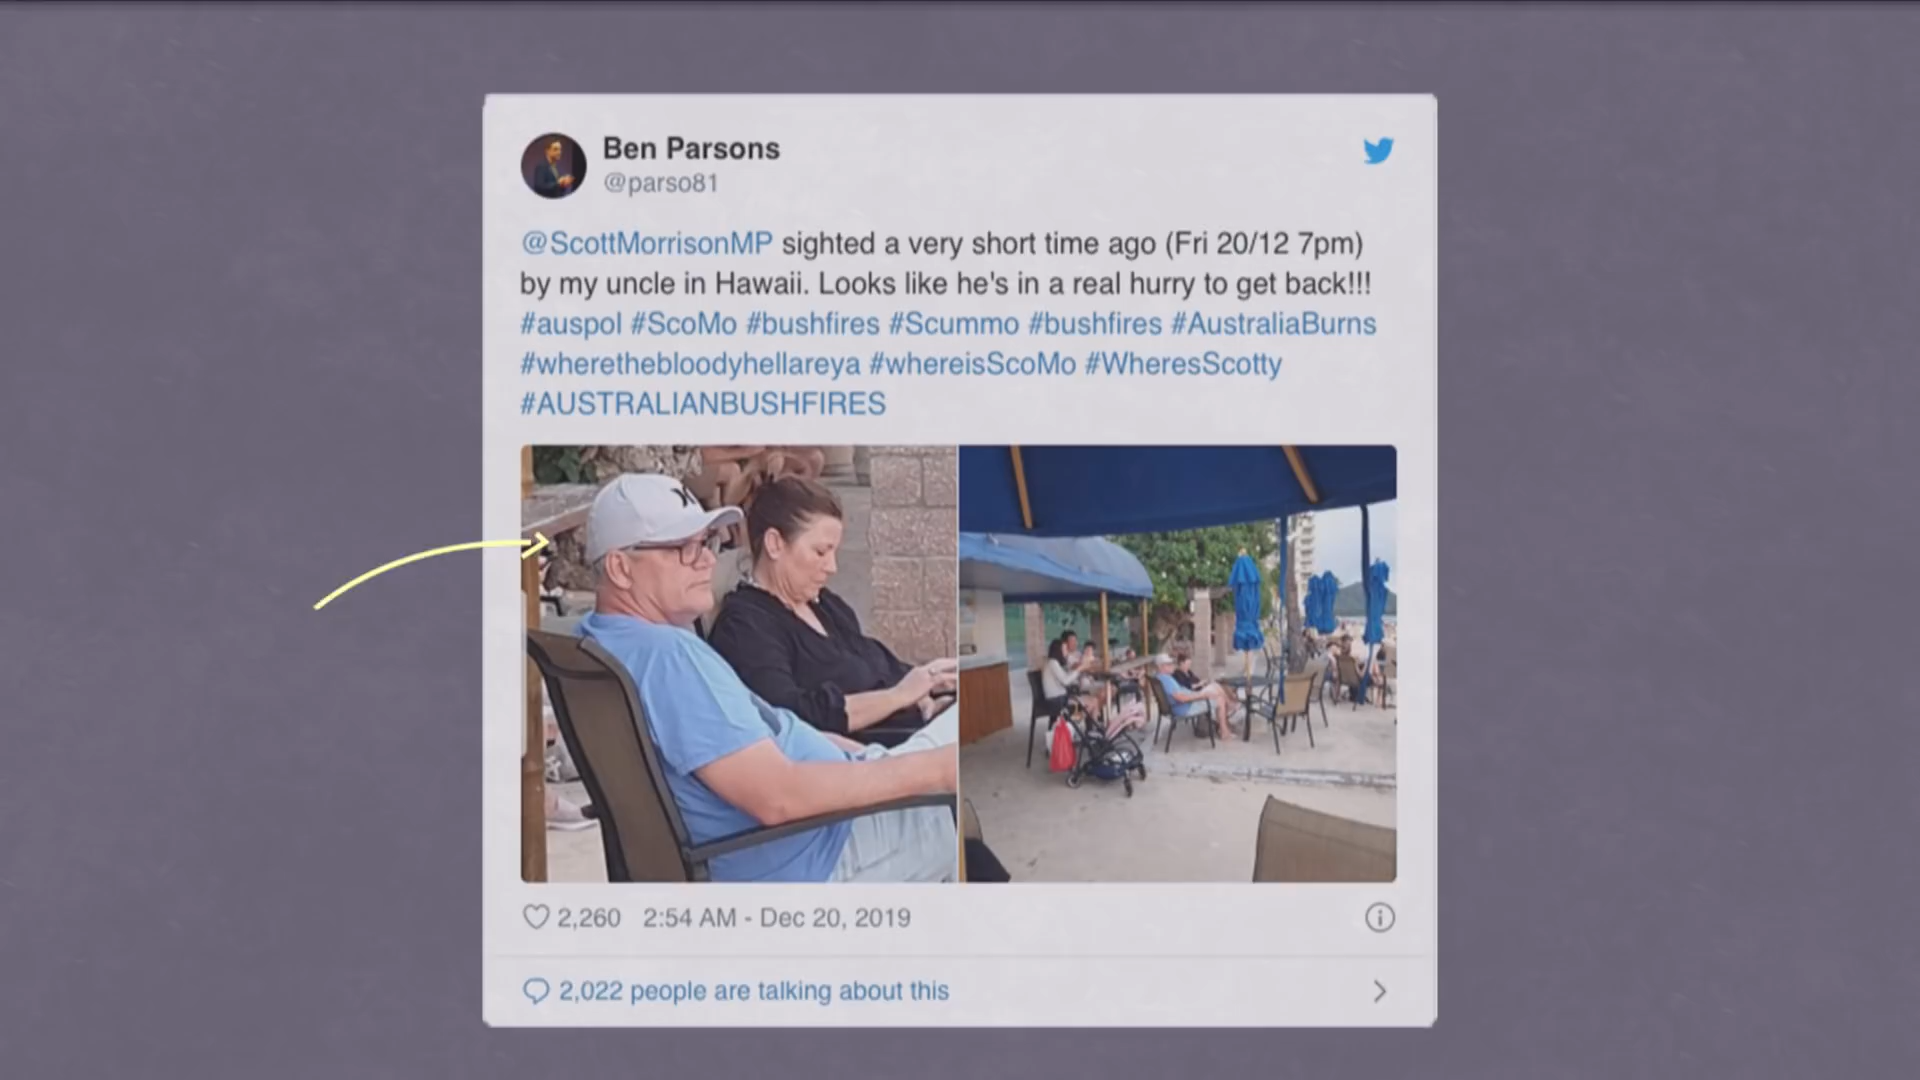 Ben Parsons
@parso81
@ScottMorrisonMP sighted a very short time ago (Fri 20/12 7pm)
by my uncle in Hawaii. Looks like he's in a real hurry to get back!!!
#auspol #ScoMo #bushfires #Scummo #bushfires #AustraliaBurns
#wherethebloodyhellareya #whereisScoMo #WheresScotty
#AUSTRALIANBUSHFIRES
2,260 2:54 AM - Dec 20, 2019
2,022 people are talking about this